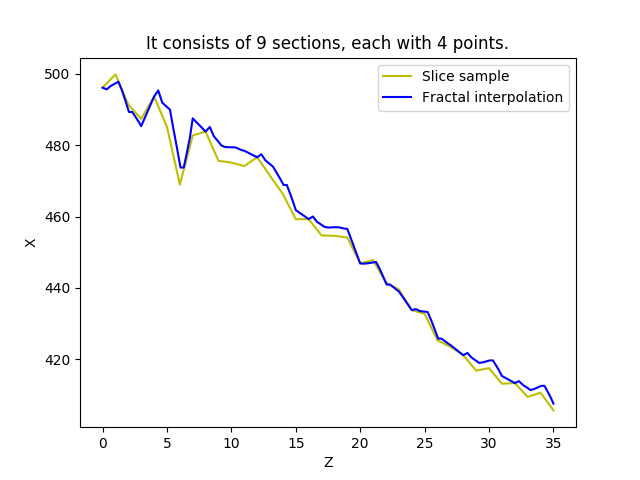 It consists of 9 sections, each with 4 points.
Slice sample
Fractal interpolation
500
480
460
440
420
X
0 5 10 15 20 25 30 35
Z